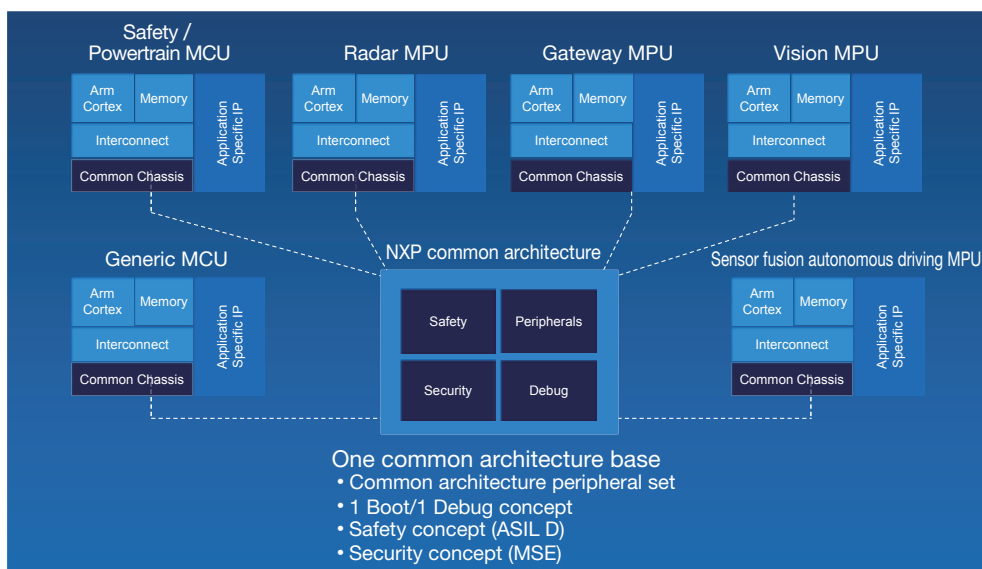 Safety /
Powertrain MCU
Radar MPU
Gateway MPU
Vision MPU
Arm
Cortex
Memory
Interconnect
Common Chassis
Application
Specific IP
Arm
Cortex
Memory
Interconnect
Common Chassis
Application
Specific IP
Arm
Cortex
Memory
Interconnect
Common Chassis
Application
Specific IP
Arm
Cortex
Memory
Interconnect
Common Chassis
Application
Specific IP
Generic MCU
Arm
Cortex
Memory
Interconnect
Common Chassis
Application
Specific IP
NXP common architecture
Safety
Peripherals
Security
Debug
Sensor fusion autonomous driving MPU
Arm
Cortex
Memory
Interconnect
Common Chassis
Application
Specific IP
One common architecture base
• Common architecture peripheral set
• 1 Boot/1 Debug concept
• Safety concept (ASIL D)
• Security concept (MSE)